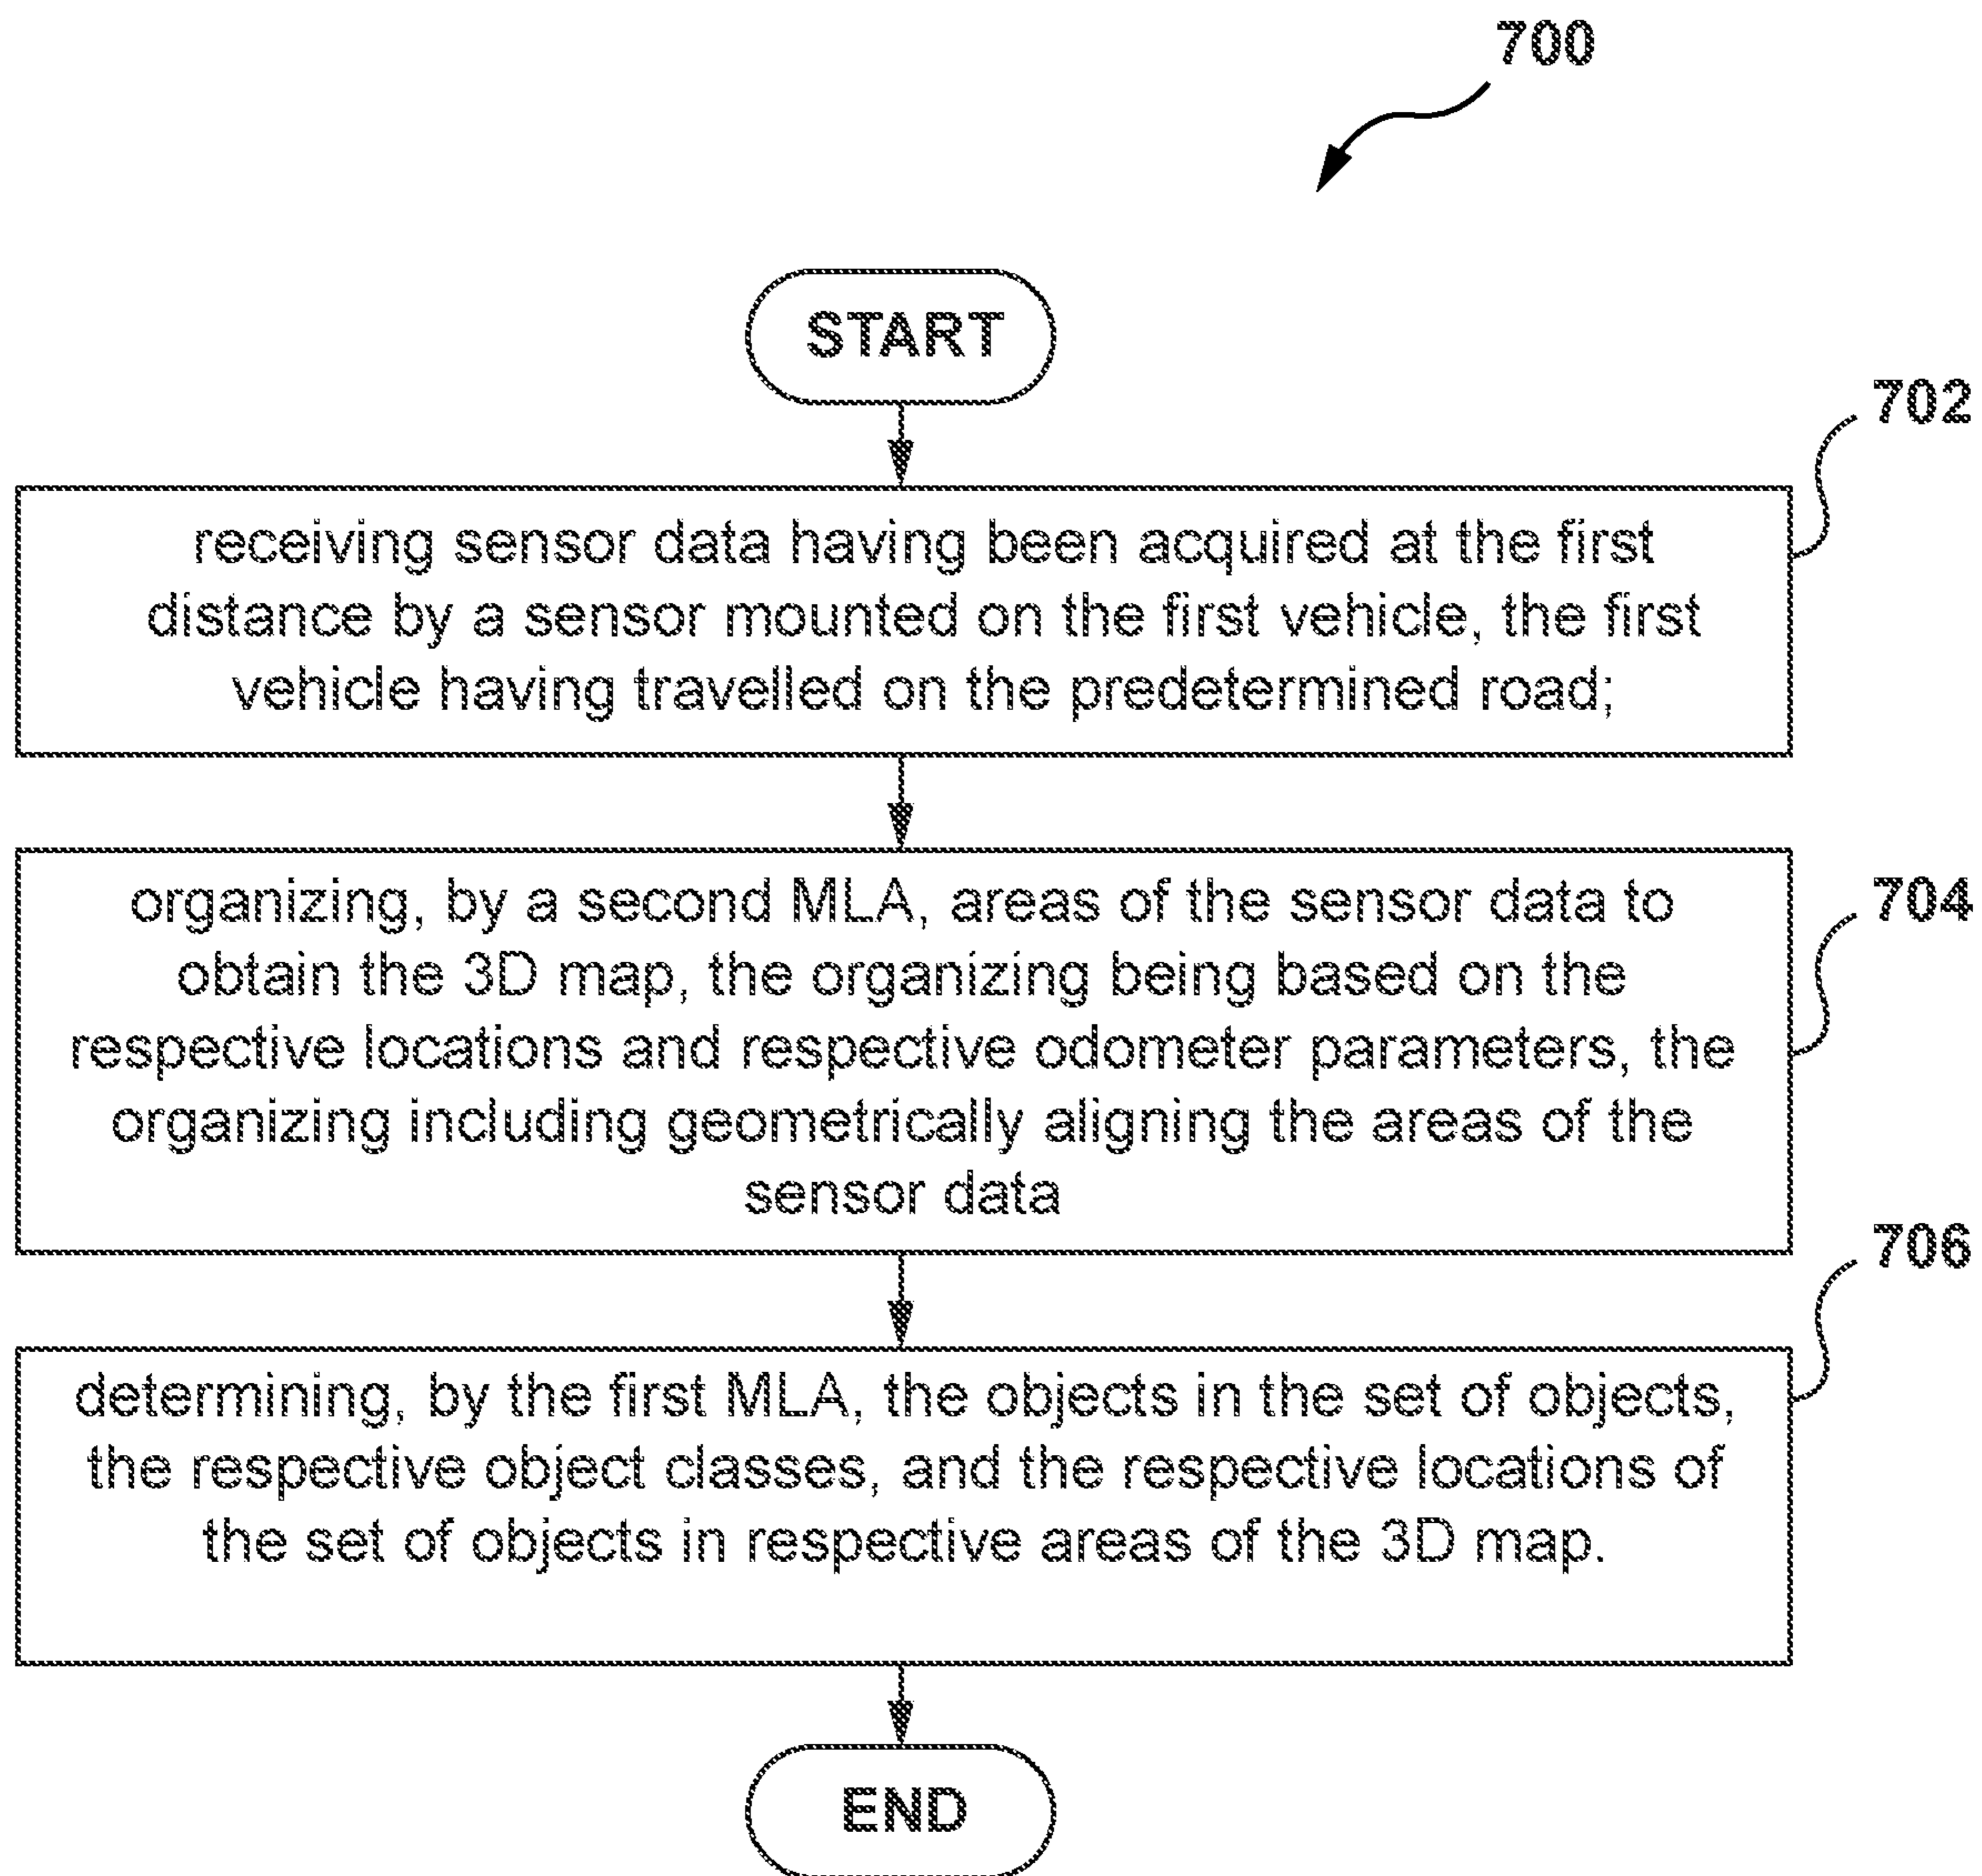 700
START
702
receiving sensor data having been acquired at the first
distance by a sensor mounted on the first vehicle, the first
vehicle having travelled on the predetermined road;
704
organizing, by a second MLA, areas of the sensor data to
obtain the 3D map, the organizing being based on the
respective locations and respective odometer parameters, the
organizing including geometrically aligning the areas of the
sensor data
706
determining, by the first MLA, the objects in the set of objects,
the respective object classes, and the respective locations of
the set of objects in respective areas of the 3D map.
END